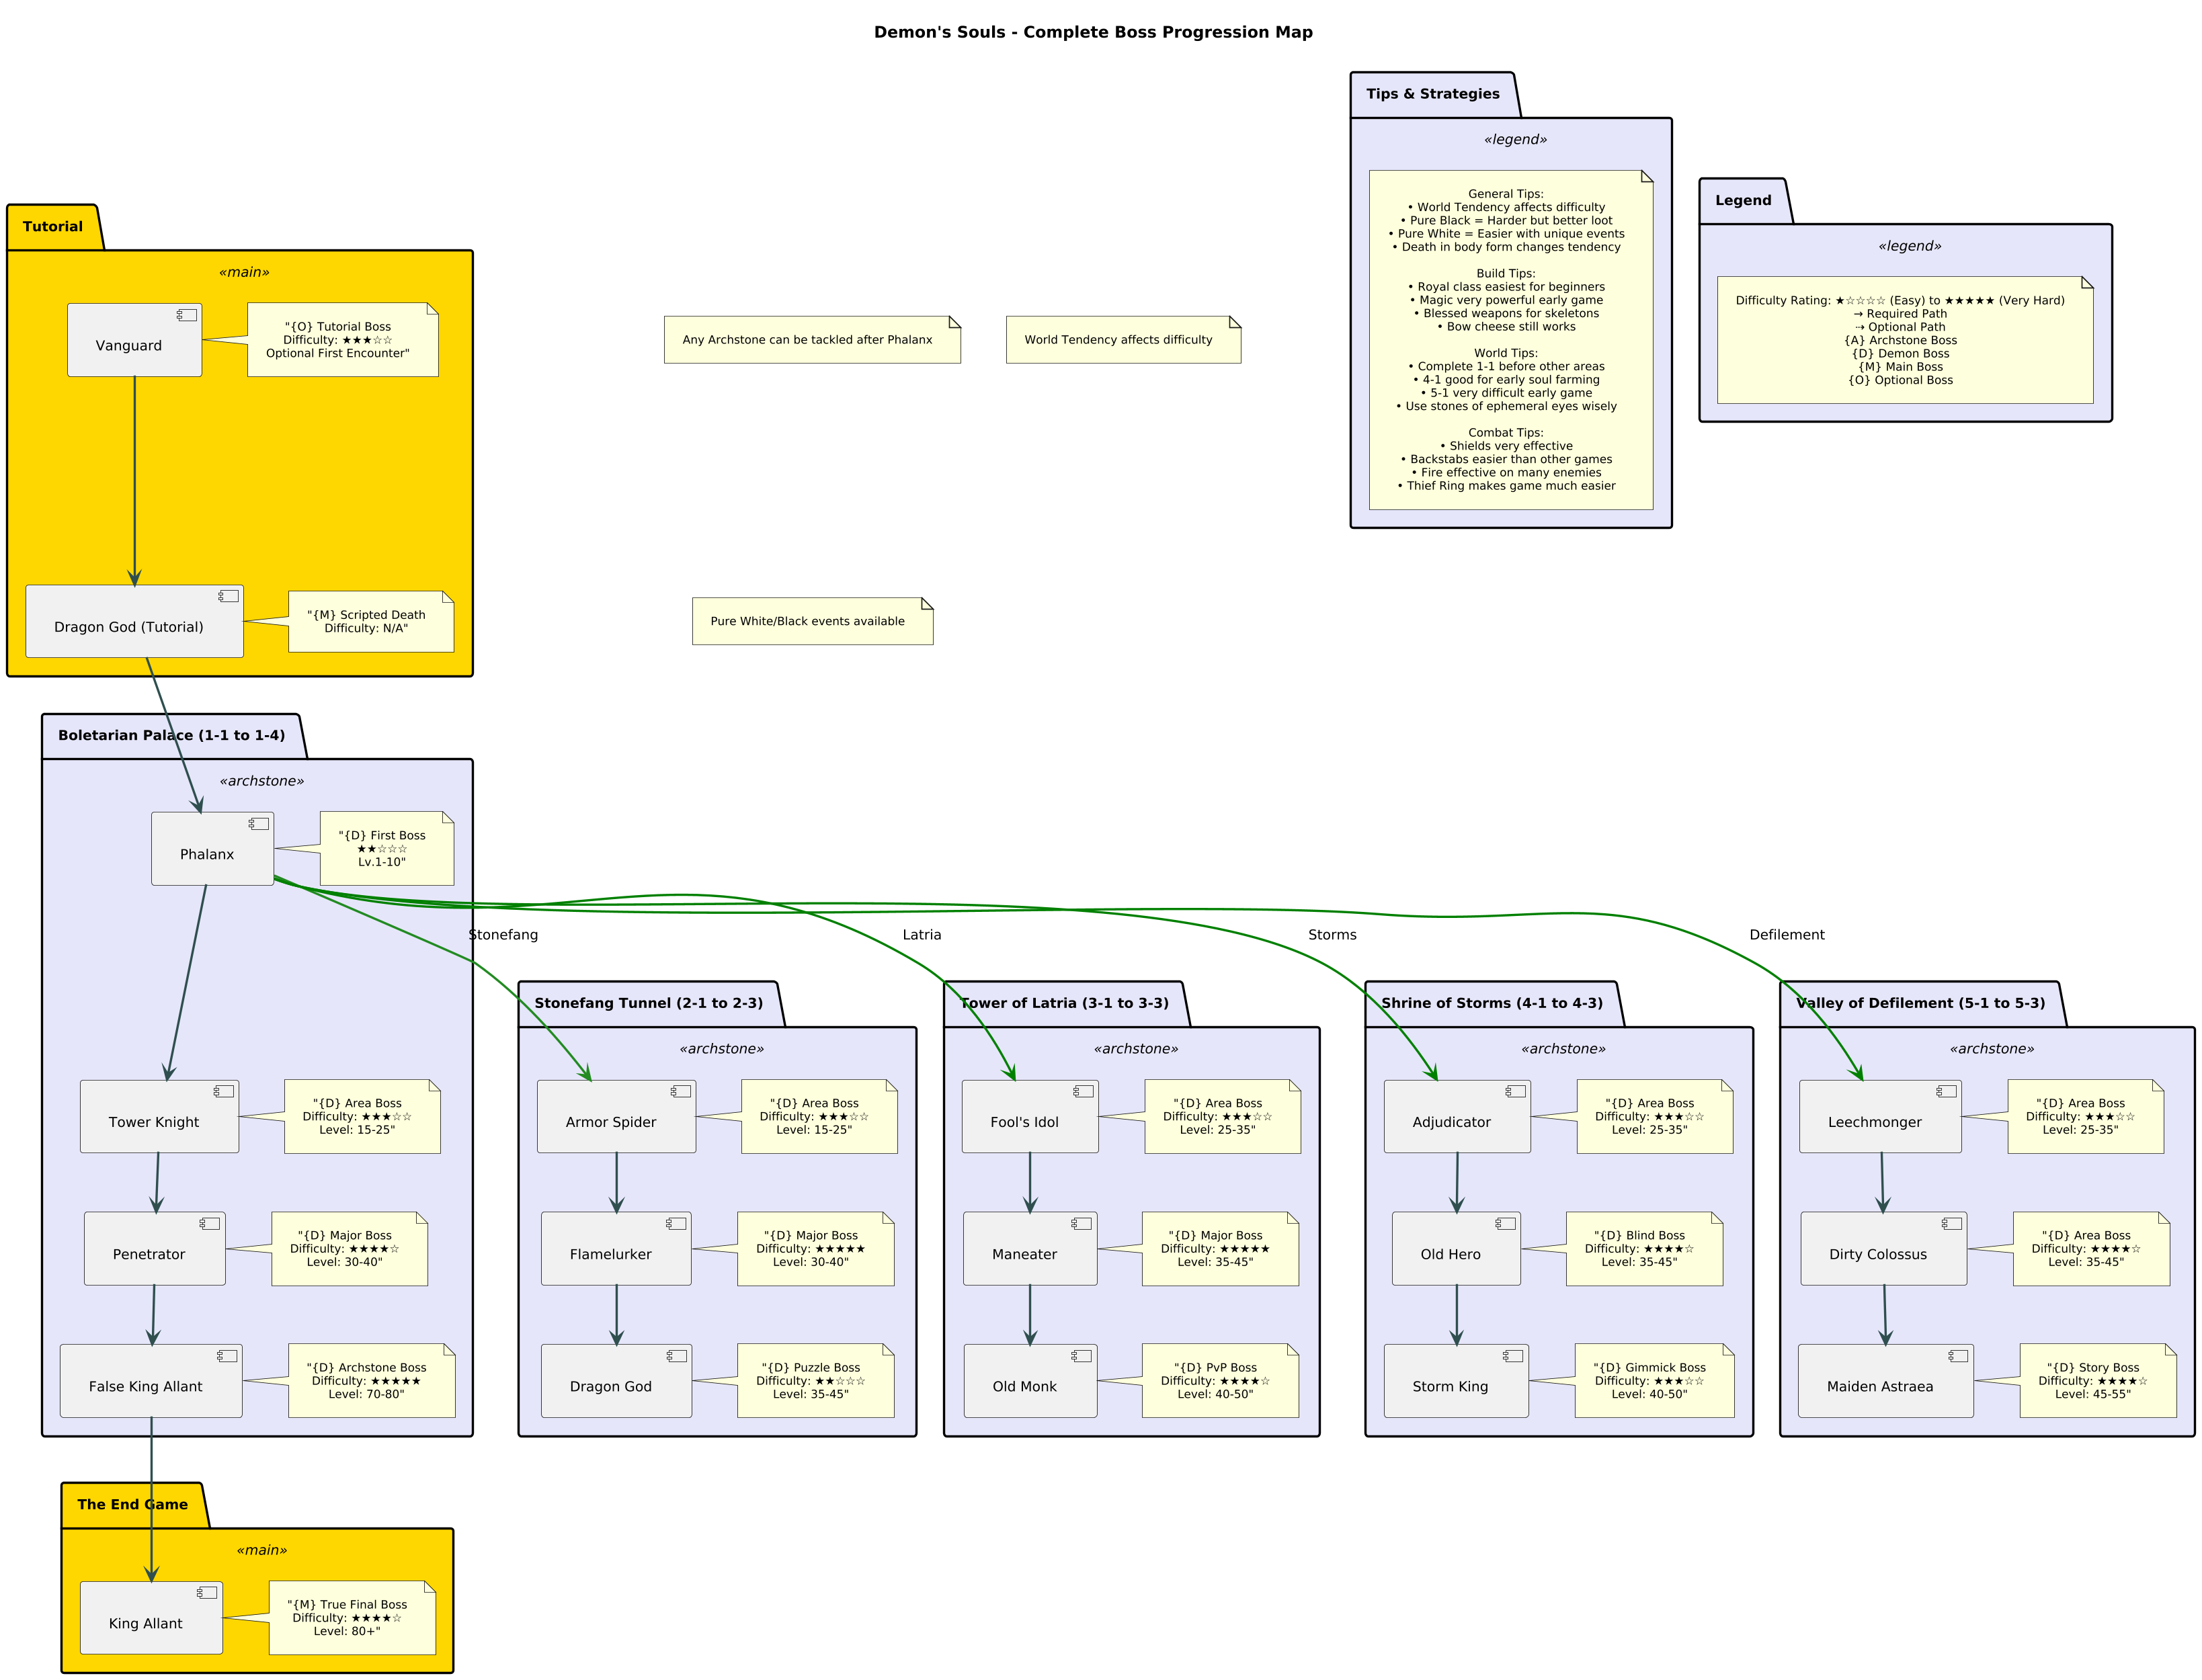 Demon's Souls - Complete Boss Progression Map
Tips & Strategies
«legend»
General Tips:
• World Tendency affects difficulty
• Pure Black = Harder but better loot
• Pure White = Easier with unique events
• Death in body form changes tendency
Build Tips:
• Royal class easiest for beginners
• Magic very powerful early game
• Blessed weapons for skeletons
• Bow cheese still works
World Tips:
• Complete 1-1 before other areas
• 4-1 good for early soul farming
• 5-1 very difficult early game
• Use stones of ephemeral eyes wisely
Combat Tips:
• Shields very effective
• Backstabs easier than other games
• Fire effective on many enemies
• Thief Ring makes game much easier
Legend
«legend»
Difficulty Rating: ★☆☆☆☆ (Easy) to ★★★★★ (Very Hard)
→ Required Path
⇢ Optional Path
{A} Archstone Boss
{D} Demon Boss
{M} Main Boss
{O} Optional Boss
Tutorial
«main»
Vanguard
"{O} Tutorial Boss
Difficulty: ★★★☆☆
Optional First Encounter"
Any Archstone can be tackled after Phalanx
World Tendency affects difficulty
Dragon God (Tutorial)
"{M} Scripted Death
Difficulty: N/A"
Pure White/Black events available
Boletarian Palace (1-1 to 1-4)
«archstone»
Phalanx
"{D} First Boss
★★☆☆☆
Lv.1-10"
Stonefang
Latria
Storms
Defilement
Tower Knight
"{D} Area Boss
Difficulty: ★★★☆☆
Level: 15-25"
Penetrator
"{D} Major Boss
Difficulty: ★★★★☆
Level: 30-40"
False King Allant
"{D} Archstone Boss
Difficulty: ★★★★★
Level: 70-80"
Stonefang Tunnel (2-1 to 2-3)
«archstone»
Armor Spider
"{D} Area Boss
Difficulty: ★★★☆☆
Level: 15-25"
Flamelurker
"{D} Major Boss
Difficulty: ★★★★★
Level: 30-40"
Dragon God
"{D} Puzzle Boss
Difficulty: ★★☆☆☆
Level: 35-45"
Tower of Latria (3-1 to 3-3)
«archstone»
Fool's Idol
"{D} Area Boss
Difficulty: ★★★☆☆
Level: 25-35"
Maneater
"{D} Major Boss
Difficulty: ★★★★★
Level: 35-45"
Old Monk
"{D} PvP Boss
Difficulty: ★★★★☆
Level: 40-50"
Shrine of Storms (4-1 to 4-3)
«archstone»
Adjudicator
"{D} Area Boss
Difficulty: ★★★☆☆
Level: 25-35"
Old Hero
"{D} Blind Boss
Difficulty: ★★★★☆
Level: 35-45"
Storm King
"{D} Gimmick Boss
Difficulty: ★★★☆☆
Level: 40-50"
Valley of Defilement (5-1 to 5-3)
«archstone»
Leechmonger
"{D} Area Boss
Difficulty: ★★★☆☆
Level: 25-35"
Dirty Colossus
"{D} Area Boss
Difficulty: ★★★★☆
Level: 35-45"
Maiden Astraea
"{D} Story Boss
Difficulty: ★★★★☆
Level: 45-55"
The End Game
«main»
King Allant
"{M} True Final Boss
Difficulty: ★★★★☆
Level: 80+"